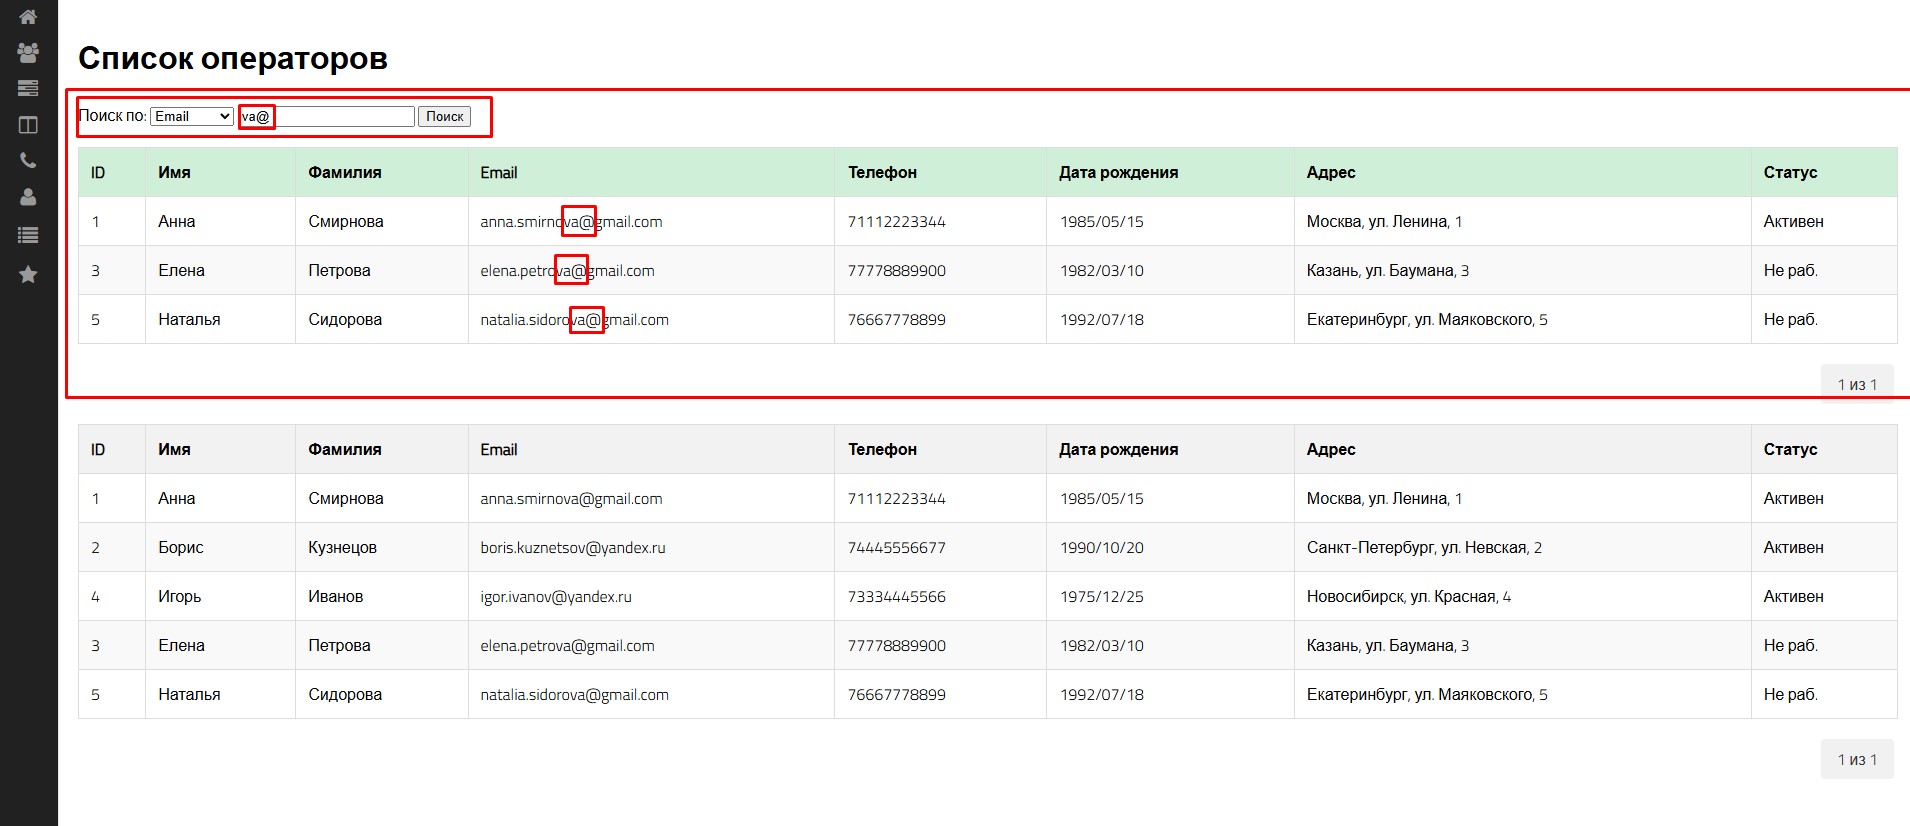 Список операторов
Поиск по: Email va@ Поиск
ID Имя Фамилия Email Телефон Дата рождения Адрес Статус
1 Анна Смирнова anna.smirnova@gmail.com 71112223344 1985/05/15 Москва, ул. Ленина, 1 Активен
3 Елена Петрова elena.petrova@gmail.com 77778889900 1982/03/10 Казань, ул. Баумана, 3 Не раб.
5 Наталья Сидорова natalia.sidorova@gmail.com 76667778899 1992/07/18 Екатеринбург, ул. Маяковского, 5 Не раб.
1 из 1
ID Имя Фамилия Email Телефон Дата рождения Адрес Статус
1 Анна Смирнова anna.smirnova@gmail.com 71112223344 1985/05/15 Москва, ул. Ленина, 1 Активен
2 Борис Кузнецов boris.kuznetsov@yandex.ru 74445556677 1990/10/20 Санкт-Петербург, ул. Невская, 2 Активен
4 Игорь Иванов igor.ivanov@yandex.ru 73334445566 1975/12/25 Новосибирск, ул. Красная, 4 Активен
3 Елена Петрова elena.petrova@gmail.com 77778889900 1982/03/10 Казань, ул. Баумана, 3 Не раб.
5 Наталья Сидорова natalia.sidorova@gmail.com 76667778899 1992/07/18 Екатеринбург, ул. Маяковского, 5 Не раб.
1 из 1